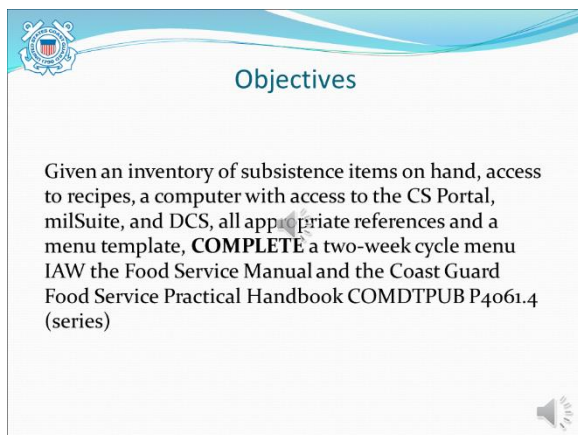 Objectives
Given an inventory of subsistence items on hand, access
to recipes, a computer with access to the CS Portal,
milSuite, and DCS, all appropriate references and a
menu template, COMPLETE a two-week cycle menu
IAW the Food Service Manual and the Coast Guard
Food Service Practical Handbook COMDTPUB P4061.4
(series)